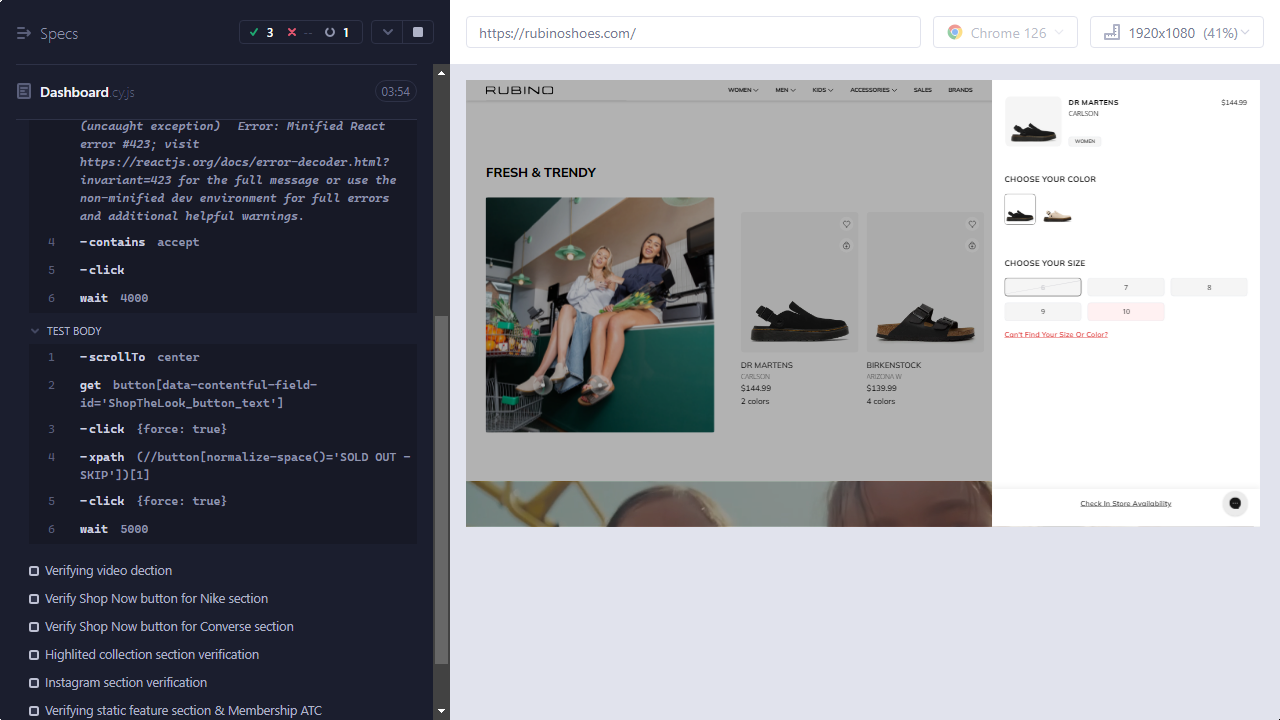 Specs
3
--
1
Dashboard.cy.js
03:54
(uncaught exception)  Error: Minified React
error #423; visit
https://reactjs.org/docs/error-decoder.html?
invariant=423 for the full message or use the
non-minified dev environment for full errors
and additional helpful warnings.
4 -contains accept
5 -click
6 wait 4000
TEST BODY
1 -scrollTo center
2 get button[data-contentful-field-
id='ShopTheLook_button_text']
3 -click {force: true}
4 -xpath (//button[normalize-space()='SOLD OUT -
SKIP'])[1]
5 -click {force: true}
6 wait 5000
Verifying video dection
Verify Shop Now button for Nike section
Verify Shop Now button for Converse section
Highlited collection section verification
Instagram section verification
Verifying static feature section & Membership ATC
https://rubinoshoes.com/
Chrome 126
1920x1080 (41%)
RUBINO
WOMEN
MEN
KIDS
ACCESSORIES
SALES
BRANDS
FRESH & TRENDY
DR MARTENS
CARLSON
$144.99
2 colors
BIRKENSTOCK
ARIZONA W
$139.99
4 colors
DR MARTENS
$144.99
CARLSON
WOMEN
CHOOSE YOUR COLOR
CHOOSE YOUR SIZE
6
7
8
9
10
Can't Find Your Size Or Color?
Check In Store Availability